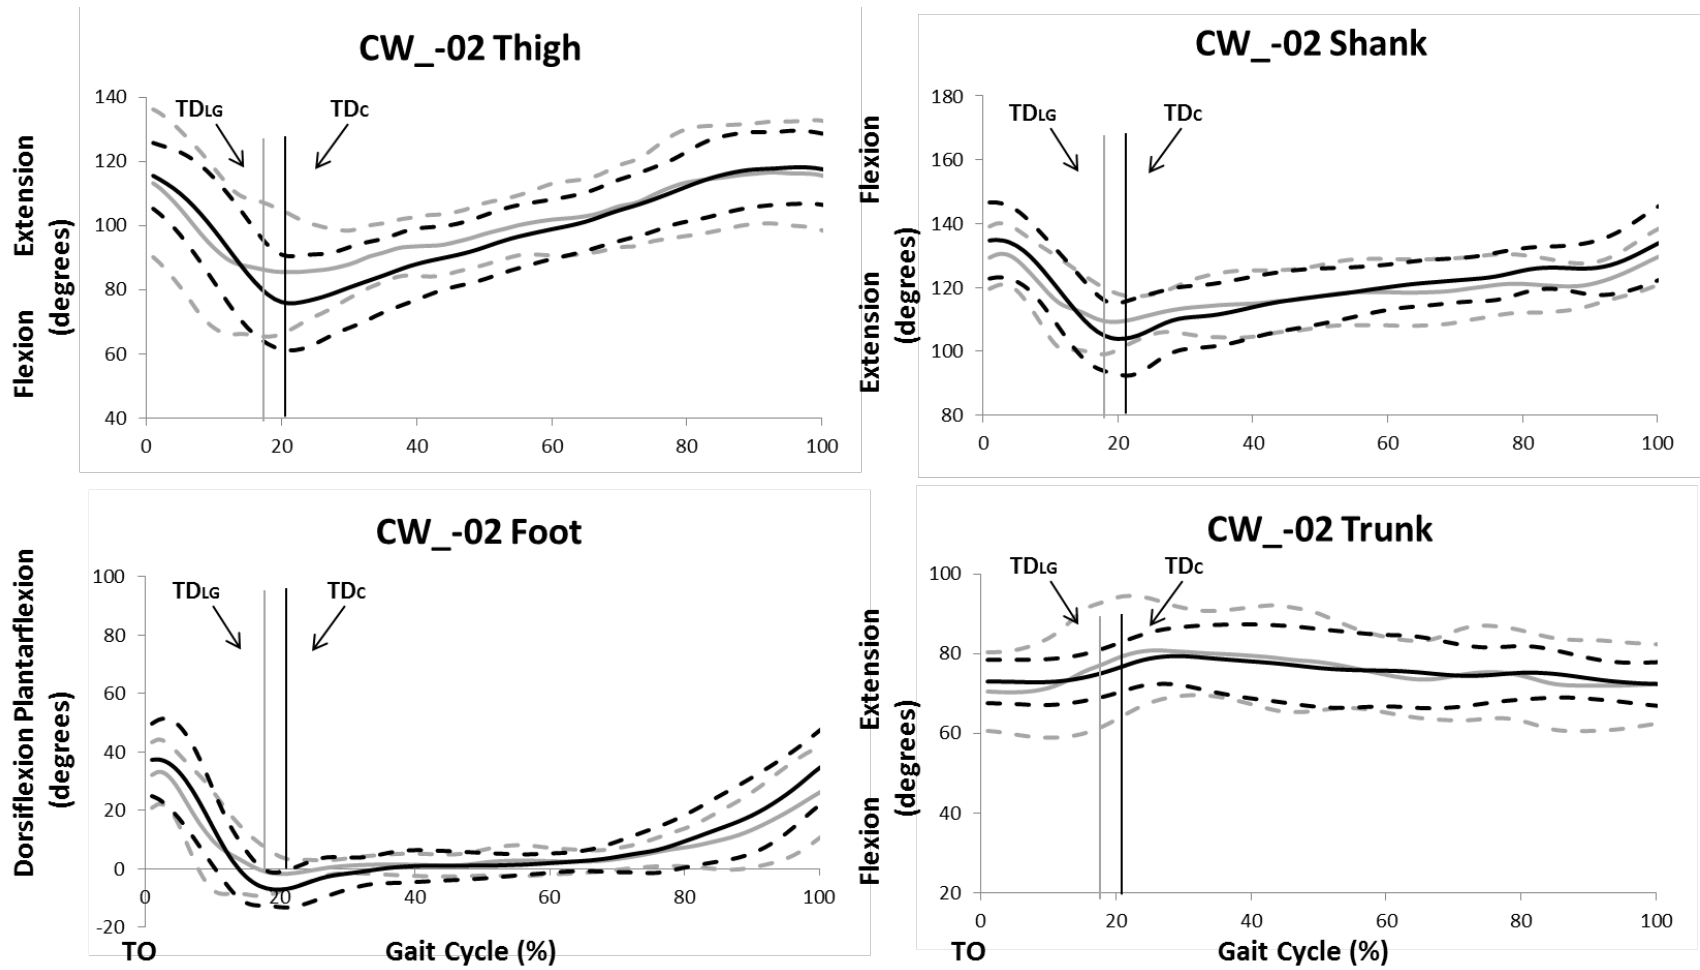 CW_-02 Thigh
TDLG
TDC
Flexion Extension
(degrees)
140
120
100
80
60
40
0 20 40 60 80 100
CW_-02 Shank
TDLG
TDC
Extension Flexion
(degrees)
180
160
140
120
100
80
0 20 40 60 80 100
CW_-02 Foot
TDLG
TDC
Dorsiflexion Plantarflexion
(degrees)
100
80
60
40
20
0
-20
0 20 40 60 80 100
TO Gait Cycle (%)
CW_-02 Trunk
TDLG
TDC
Flexion Extension
(degrees)
100
80
60
40
20
0 20 40 60 80 100
TO Gait Cycle (%)